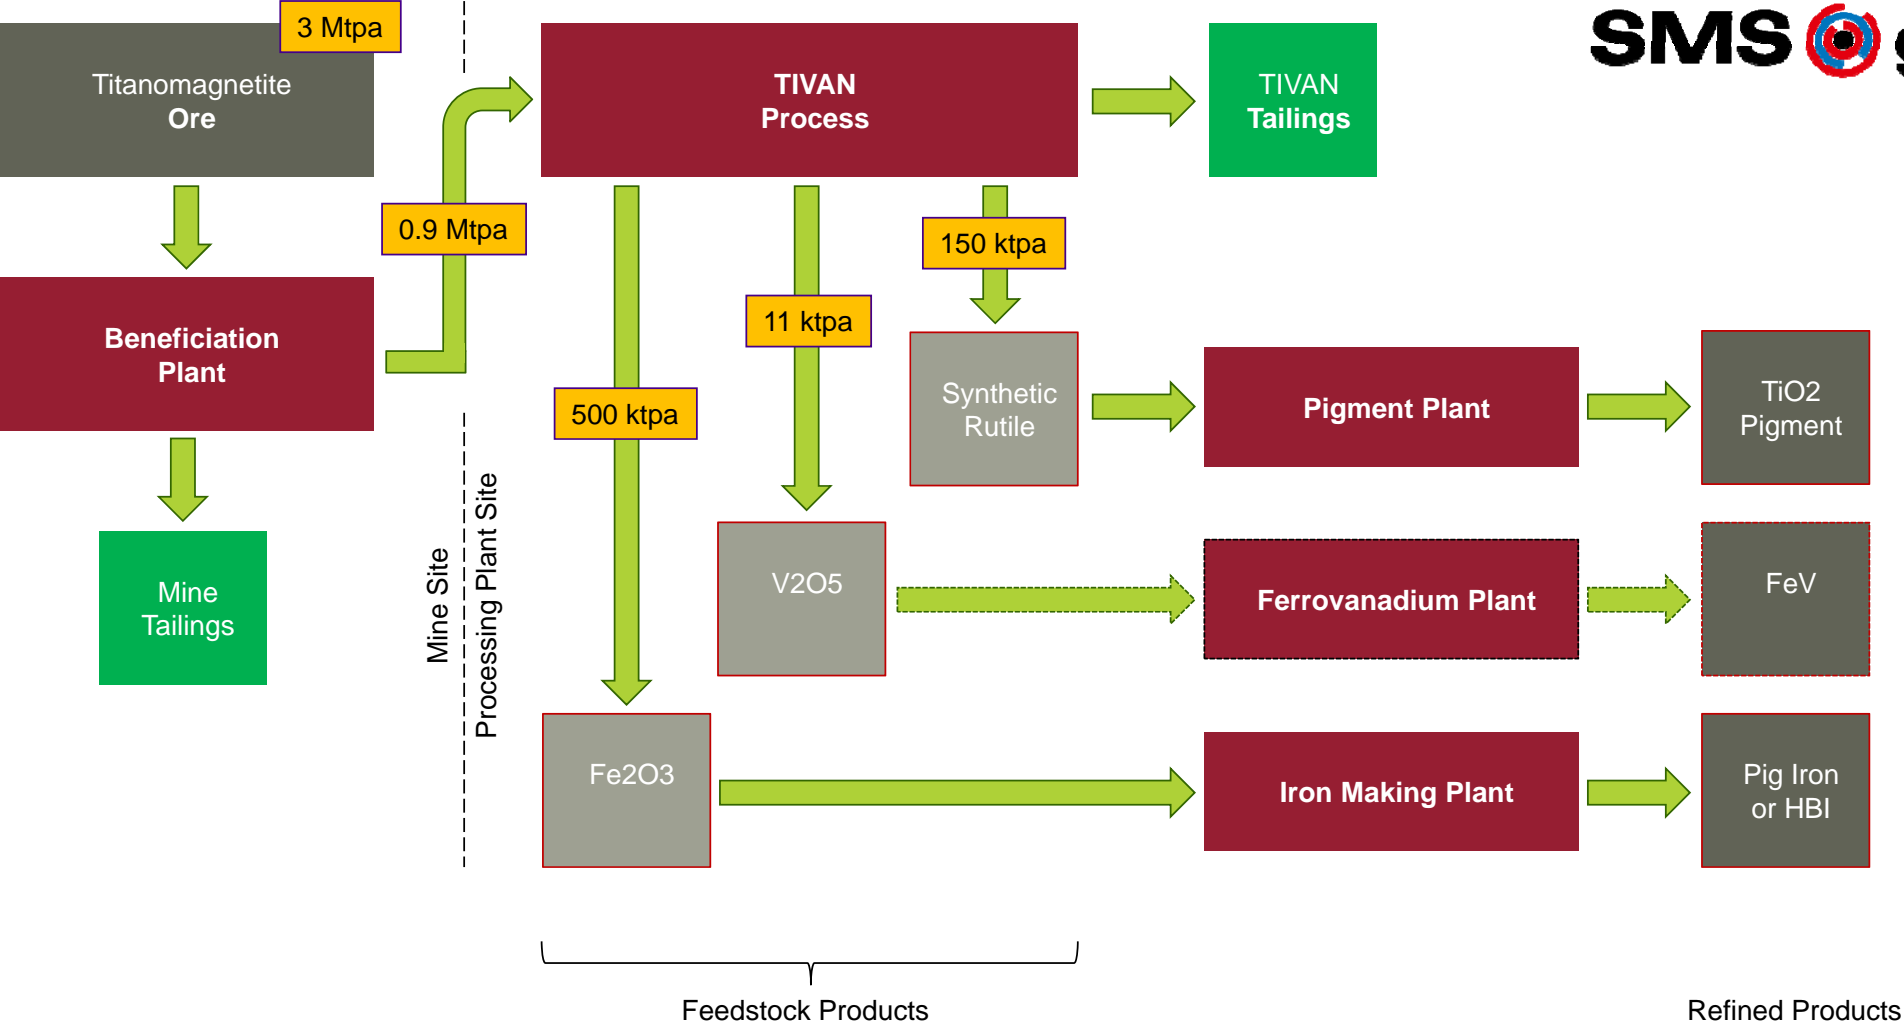 3 Mtpa
SMS
Titanomagnetite
Ore
TIVAN
Process
TIVAN
Tailings
0.9 Mtpa
150 ktpa
11 ktpa
Beneficiation
Plant
500 ktpa
Synthetic
Rutile
Pigment Plant
TiO2
Pigment
Mine Site
Processing Plant Site
Mine
Tailings
V2O5
Ferrovanadium Plant
FeV
Fe2O3
Iron Making Plant
Pig Iron
or HBI
Feedstock Products
Refined Products